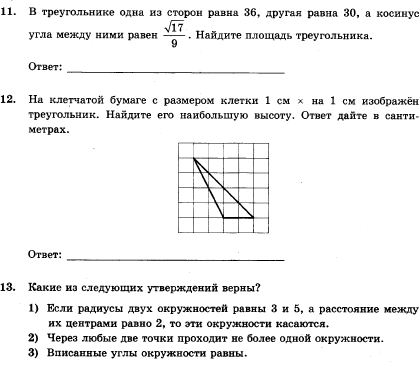 11. В треугольнике одна из сторон равна 36, другая равна 30, а косинус
угла между ними равен √17/9 . Найдите площадь треугольника.
Ответ: ____________________
12. На клетчатой бумаге с размером клетки 1 см × на 1 см изображён
треугольник. Найдите его наибольшую высоту. Ответ дайте в санти-
метрах.
Ответ: ____________________
13. Какие из следующих утверждений верны?
1) Если радиусы двух окружностей равны 3 и 5, а расстояние между
их центрами равно 2, то эти окружности касаются.
2) Через любые две точки проходит не более одной окружности.
3) Вписанные углы окружности равны.